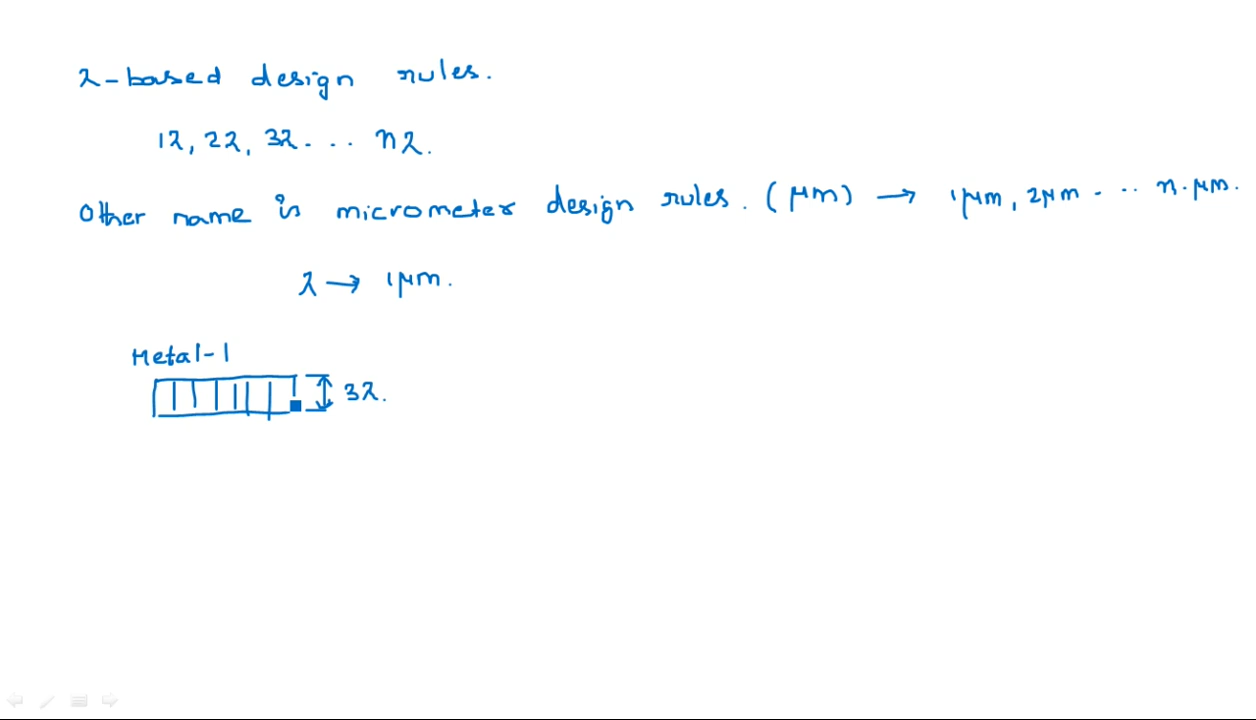 λ-based design rules.
1λ, 2λ, 3λ. ... nλ.
Other name is micrometer design rules. (μm) → 1μm, 2μm - .. n.μm.
λ → 1μm.
Metal-1
3λ.